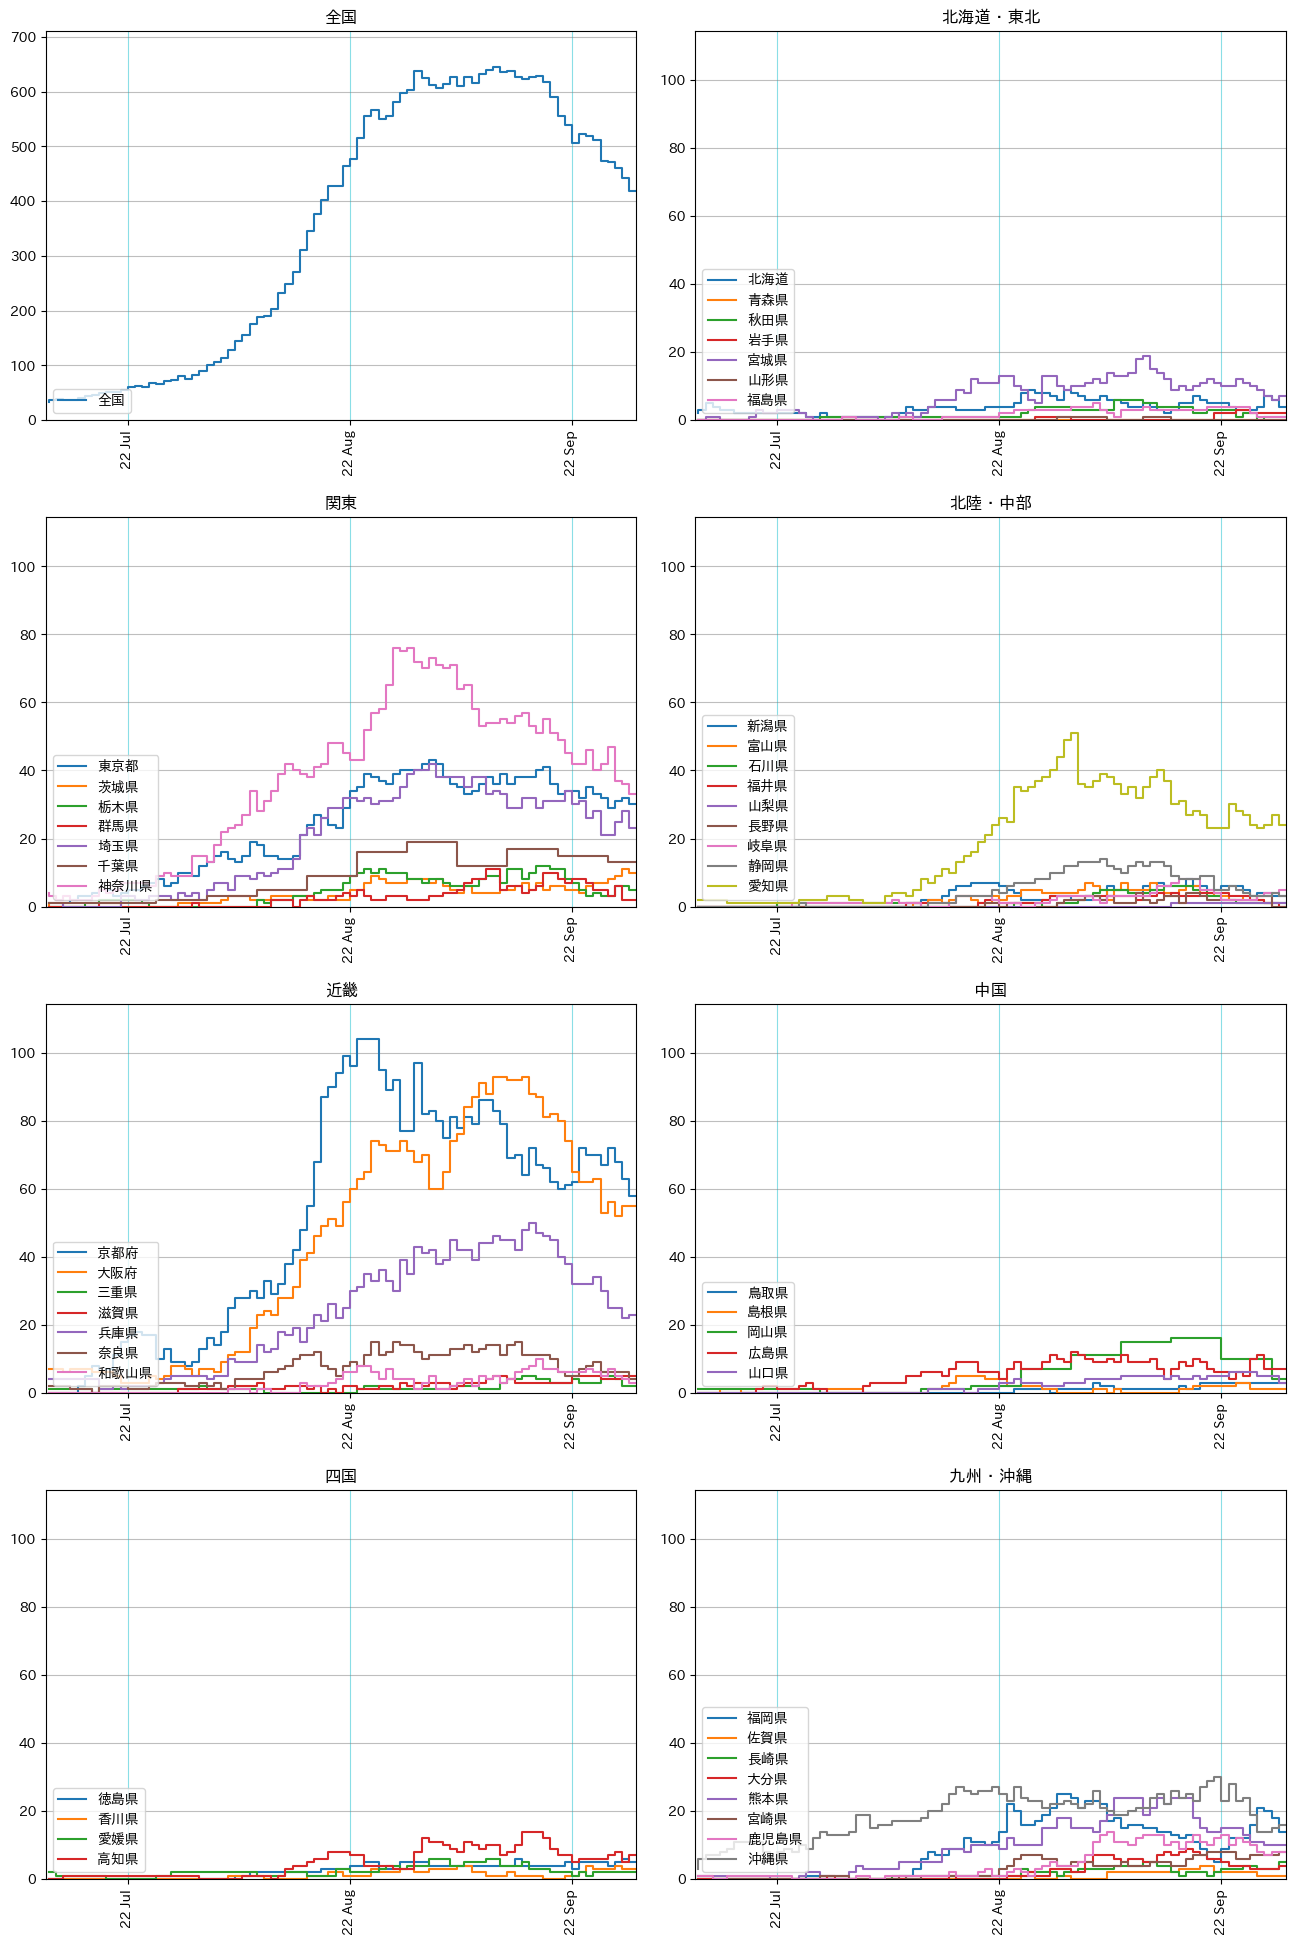 全国
700
600
500
400
300
200
100
0
全国
22 Jul
22 Aug
22 Sep
北海道・東北
100
80
60
40
20
0
北海道
青森県
秋田県
岩手県
宮城県
山形県
福島県
22 Jul
22 Aug
22 Sep
関東
100
80
60
40
20
0
東京都
茨城県
栃木県
群馬県
埼玉県
千葉県
神奈川県
22 Jul
22 Aug
22 Sep
北陸・中部
100
80
60
40
20
0
新潟県
富山県
石川県
福井県
山梨県
長野県
岐阜県
静岡県
愛知県
22 Jul
22 Aug
22 Sep
近畿
100
80
60
40
20
0
京都府
大阪府
三重県
滋賀県
兵庫県
奈良県
和歌山県
22 Jul
22 Aug
22 Sep
中国
100
80
60
40
20
0
鳥取県
島根県
岡山県
広島県
山口県
22 Jul
22 Aug
22 Sep
四国
100
80
60
40
20
0
徳島県
香川県
愛媛県
高知県
22 Jul
22 Aug
22 Sep
九州・沖縄
100
80
60
40
20
0
福岡県
佐賀県
長崎県
大分県
熊本県
宮崎県
鹿児島県
沖縄県
22 Jul
22 Aug
22 Sep